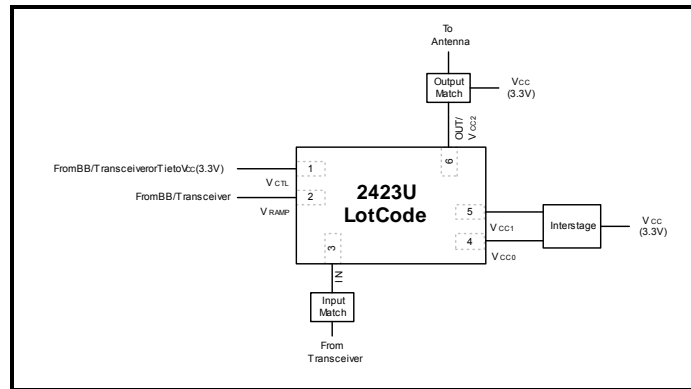 To
Antenna
Output
Match
VCC
(3.3V)
OUT/
VCC2
6
FromBB/TransceiverorTietoVcc(3.3V)
1
VCTL
FromBB/Transceiver
2
VRAMP
2423U
LotCode
5
VCC1
4
VCC0
Interstage
VCC
(3.3V)
3
IN
Input
Match
From
Transceiver